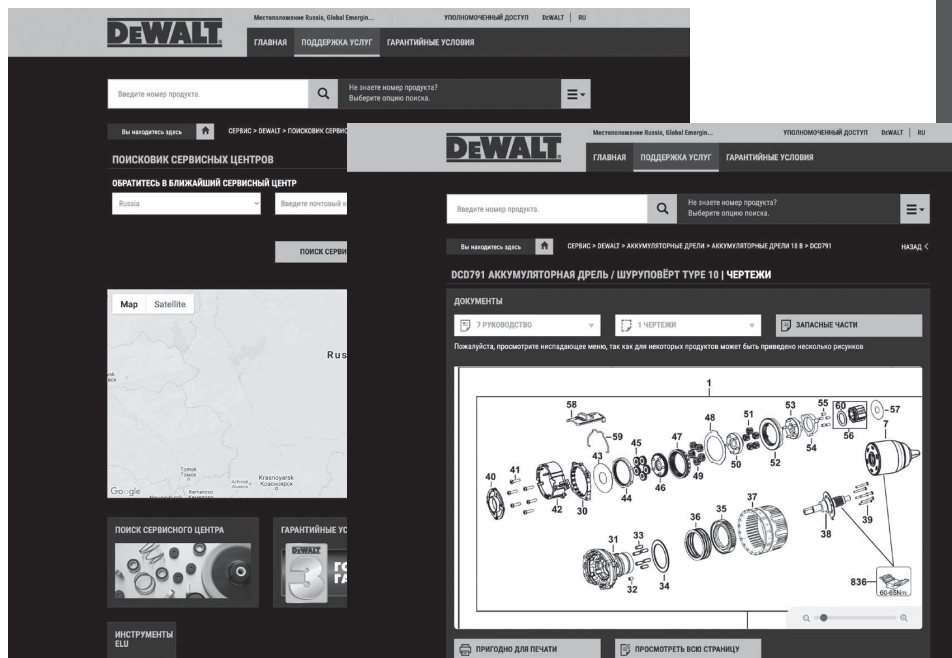 DEWALT
Местоположение Russia, Global Emergin...
УПОЛНОМОЧЕННЫЙ ДОСТУП DEWALT | RU
ГЛАВНАЯ ПОДДЕРЖКА УСЛУГ ГАРАНТИЙНЫЕ УСЛОВИЯ
Введите номер продукта.
Не знаете номер продукта?
Выберите опцию поиска.
Вы находитесь здесь
СЕРВИС > DEWALT > ПОИСКОВИК СЕРВИС
ПОИСКОВИК СЕРВИСНЫХ ЦЕНТРОВ
ОБРАТИТЕСЬ В БЛИЖАЙШИЙ СЕРВИСНЫЙ ЦЕНТР
Russia
Введите почтовый к
ПОИСК СЕРВИ
Map Satellite
Rus
Tomsk
Томск
Achinsk
Krasnoyarsk
Красноярск
Kemerovo
Google
ПОИСК СЕРВИСНОГО ЦЕНТРА
ГАРАНТИЙНЫЕ УС
DEWALT
3
ГО
ГА
ИНСТРУМЕНТЫ
ELU
DEWALT
Местоположение Russia, Global Emergin...
УПОЛНОМОЧЕННЫЙ ДОСТУП DEWALT | RU
ГЛАВНАЯ ПОДДЕРЖКА УСЛУГ ГАРАНТИЙНЫЕ УСЛОВИЯ
Введите номер продукта.
Не знаете номер продукта?
Выберите опцию поиска.
Вы находитесь здесь
СЕРВИС > DEWALT > АККУМУЛЯТОРНЫЕ ДРЕЛИ > АККУМУЛЯТОРНЫЕ ДРЕЛИ 18 В > DCD791
НАЗАД <
DCD791 АККУМУЛЯТОРНАЯ ДРЕЛЬ / ШУРУПОВЁРТ TYPE 10 | ЧЕРТЕЖИ
ДОКУМЕНТЫ
7 РУКОВОДСТВО
1 ЧЕРТЕЖИ
ЗАПАСНЫЕ ЧАСТИ
Пожалуйста, просмотрите ниспадающее меню, так как для некоторых продуктов может быть приведено несколько рисунков
1
58 48 51 53 55 60 57
7
59 45 47 56
43 54
41 50 52
40 46 49
44
42 30
37
36 35
39
31 33 38
34
32
836
60-65Nm
ПРИГОДНО ДЛЯ ПЕЧАТИ
ПРОСМОТРЕТЬ ВСЮ СТРАНИЦУ